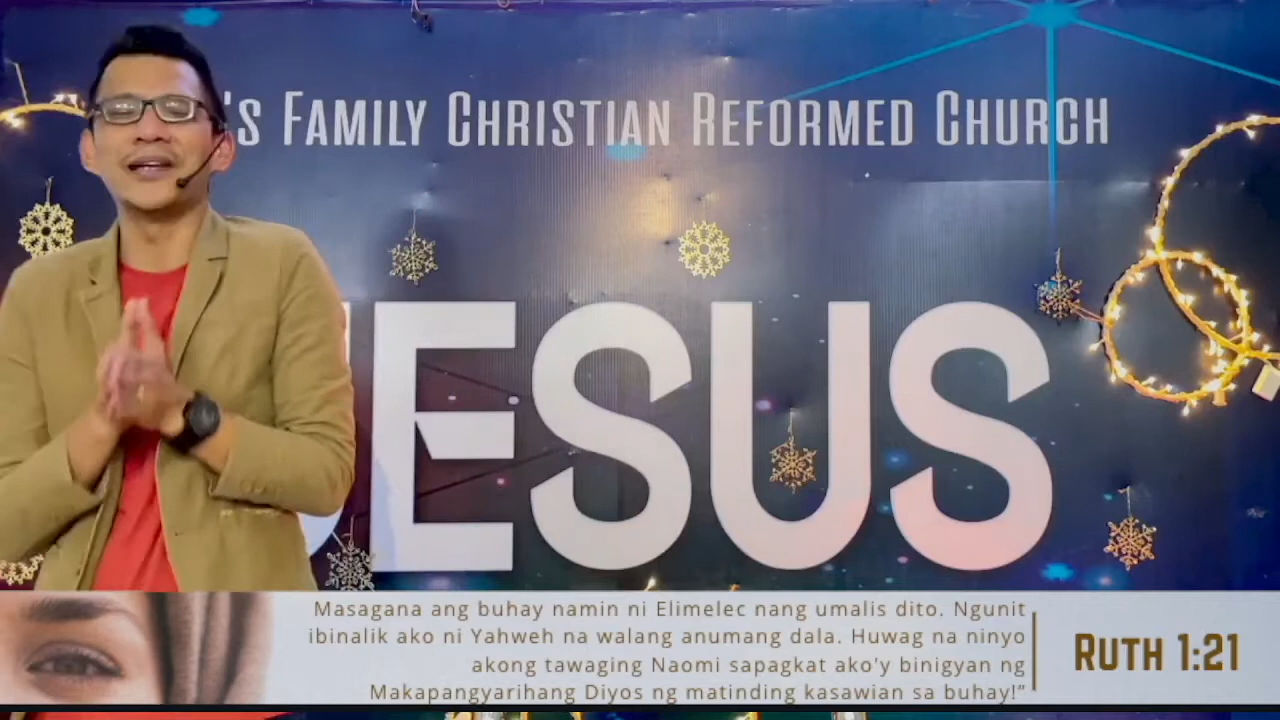 's Family Christian Reformed Church
JESUS
Masagana ang buhay namin ni Elimelec nang umalis dito. Ngunit
ibinalik ako ni Yahweh na walang anumang dala. Huwag na ninyo
akong tawaging Naomi sapagkat ako'y binigyan ng
Makapangyarihang Diyos ng matinding kasawian sa buhay!”
Ruth 1:21